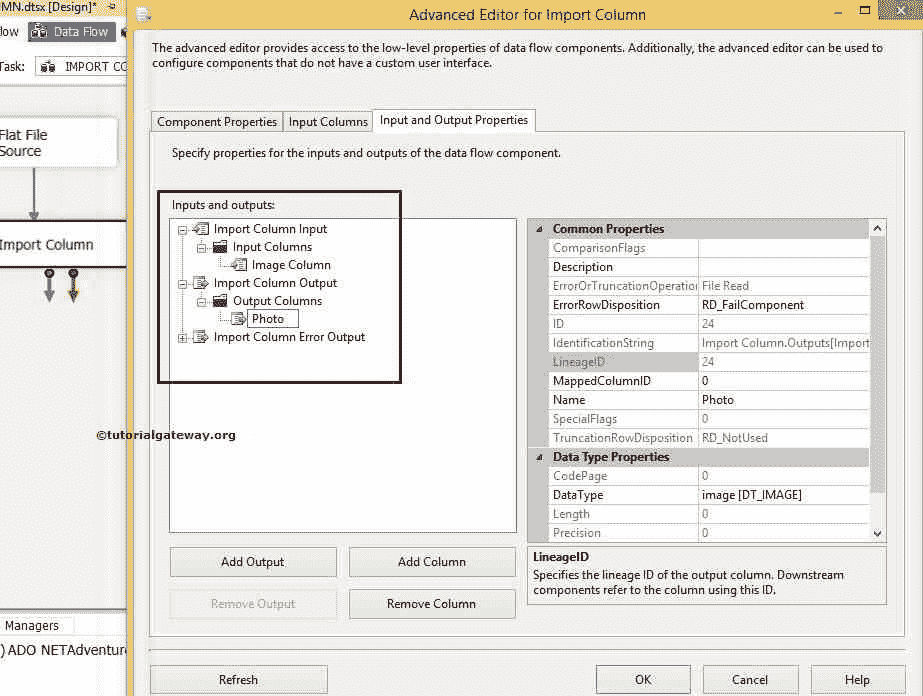 MN.dtsx [Design]*
Advanced Editor for Import Column
Data Flow
Task:
IMPORT CO
The advanced editor provides access to the low-level properties of data flow components. Additionally, the advanced editor can be used to
configure components that do not have a custom user interface.
Component Properties
Input Columns
Input and Output Properties
Specify properties for the inputs and outputs of the data flow component.
Flat File
Source
Import Column
Inputs and outputs:
Import Column Input
Input Columns
Image Column
Import Column Output
Output Columns
Photo
Import Column Error Output
Common Properties
ComparisonFlags
Description
ErrorOrTruncationOperation File Read
ErrorRowDisposition RD_FailComponent
ID 24
IdentificationString Import Column.Outputs[Import
LineageID 24
MappedColumnID 0
Name Photo
SpecialFlags 0
TruncationRowDisposition RD_NotUsed
Data Type Properties
CodePage 0
DataType image [DT_IMAGE]
Length 0
Precision 0
©tutorialgateway.org
Add Output
Add Column
Remove Output
Remove Column
LineageID
Specifies the lineage ID of the output column. Downstream
components refer to the column using this ID.
Managers
) ADO NETAdventure
Refresh
OK
Cancel
Help